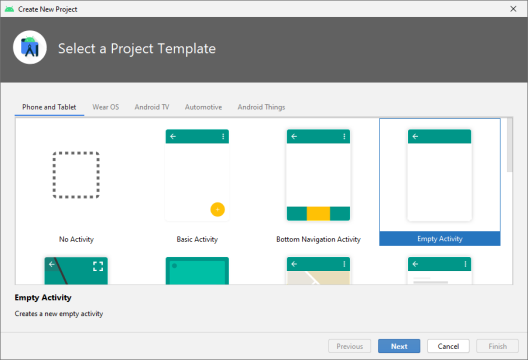 Create New Project
Select a Project Template
Phone and Tablet Wear OS Android TV Automotive Android Things
No Activity Basic Activity Bottom Navigation Activity Empty Activity
Empty Activity
Creates a new empty activity
Previous Next Cancel Finish